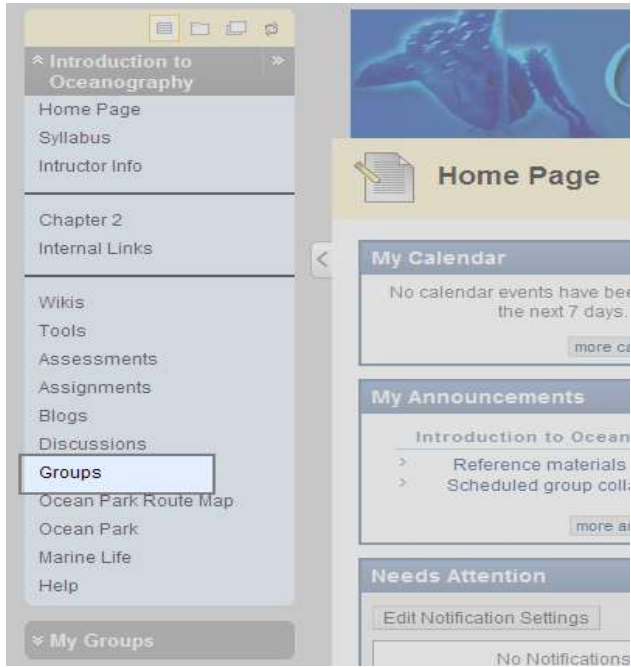 Introduction to
Oceanography
Home Page
Syllabus
Intructor Info
Chapter 2
Internal Links
Wikis
Tools
Assessments
Assignments
Blogs
Discussions
Groups
Ocean Park Route Map
Ocean Park
Marine Life
Help
My Groups
Home Page
My Calendar
No calendar events have bee
the next 7 days.
more ca
My Announcements
Introduction to Ocean
Reference materials
Scheduled group coll
more a
Needs Attention
Edit Notification Settings
No Notifications